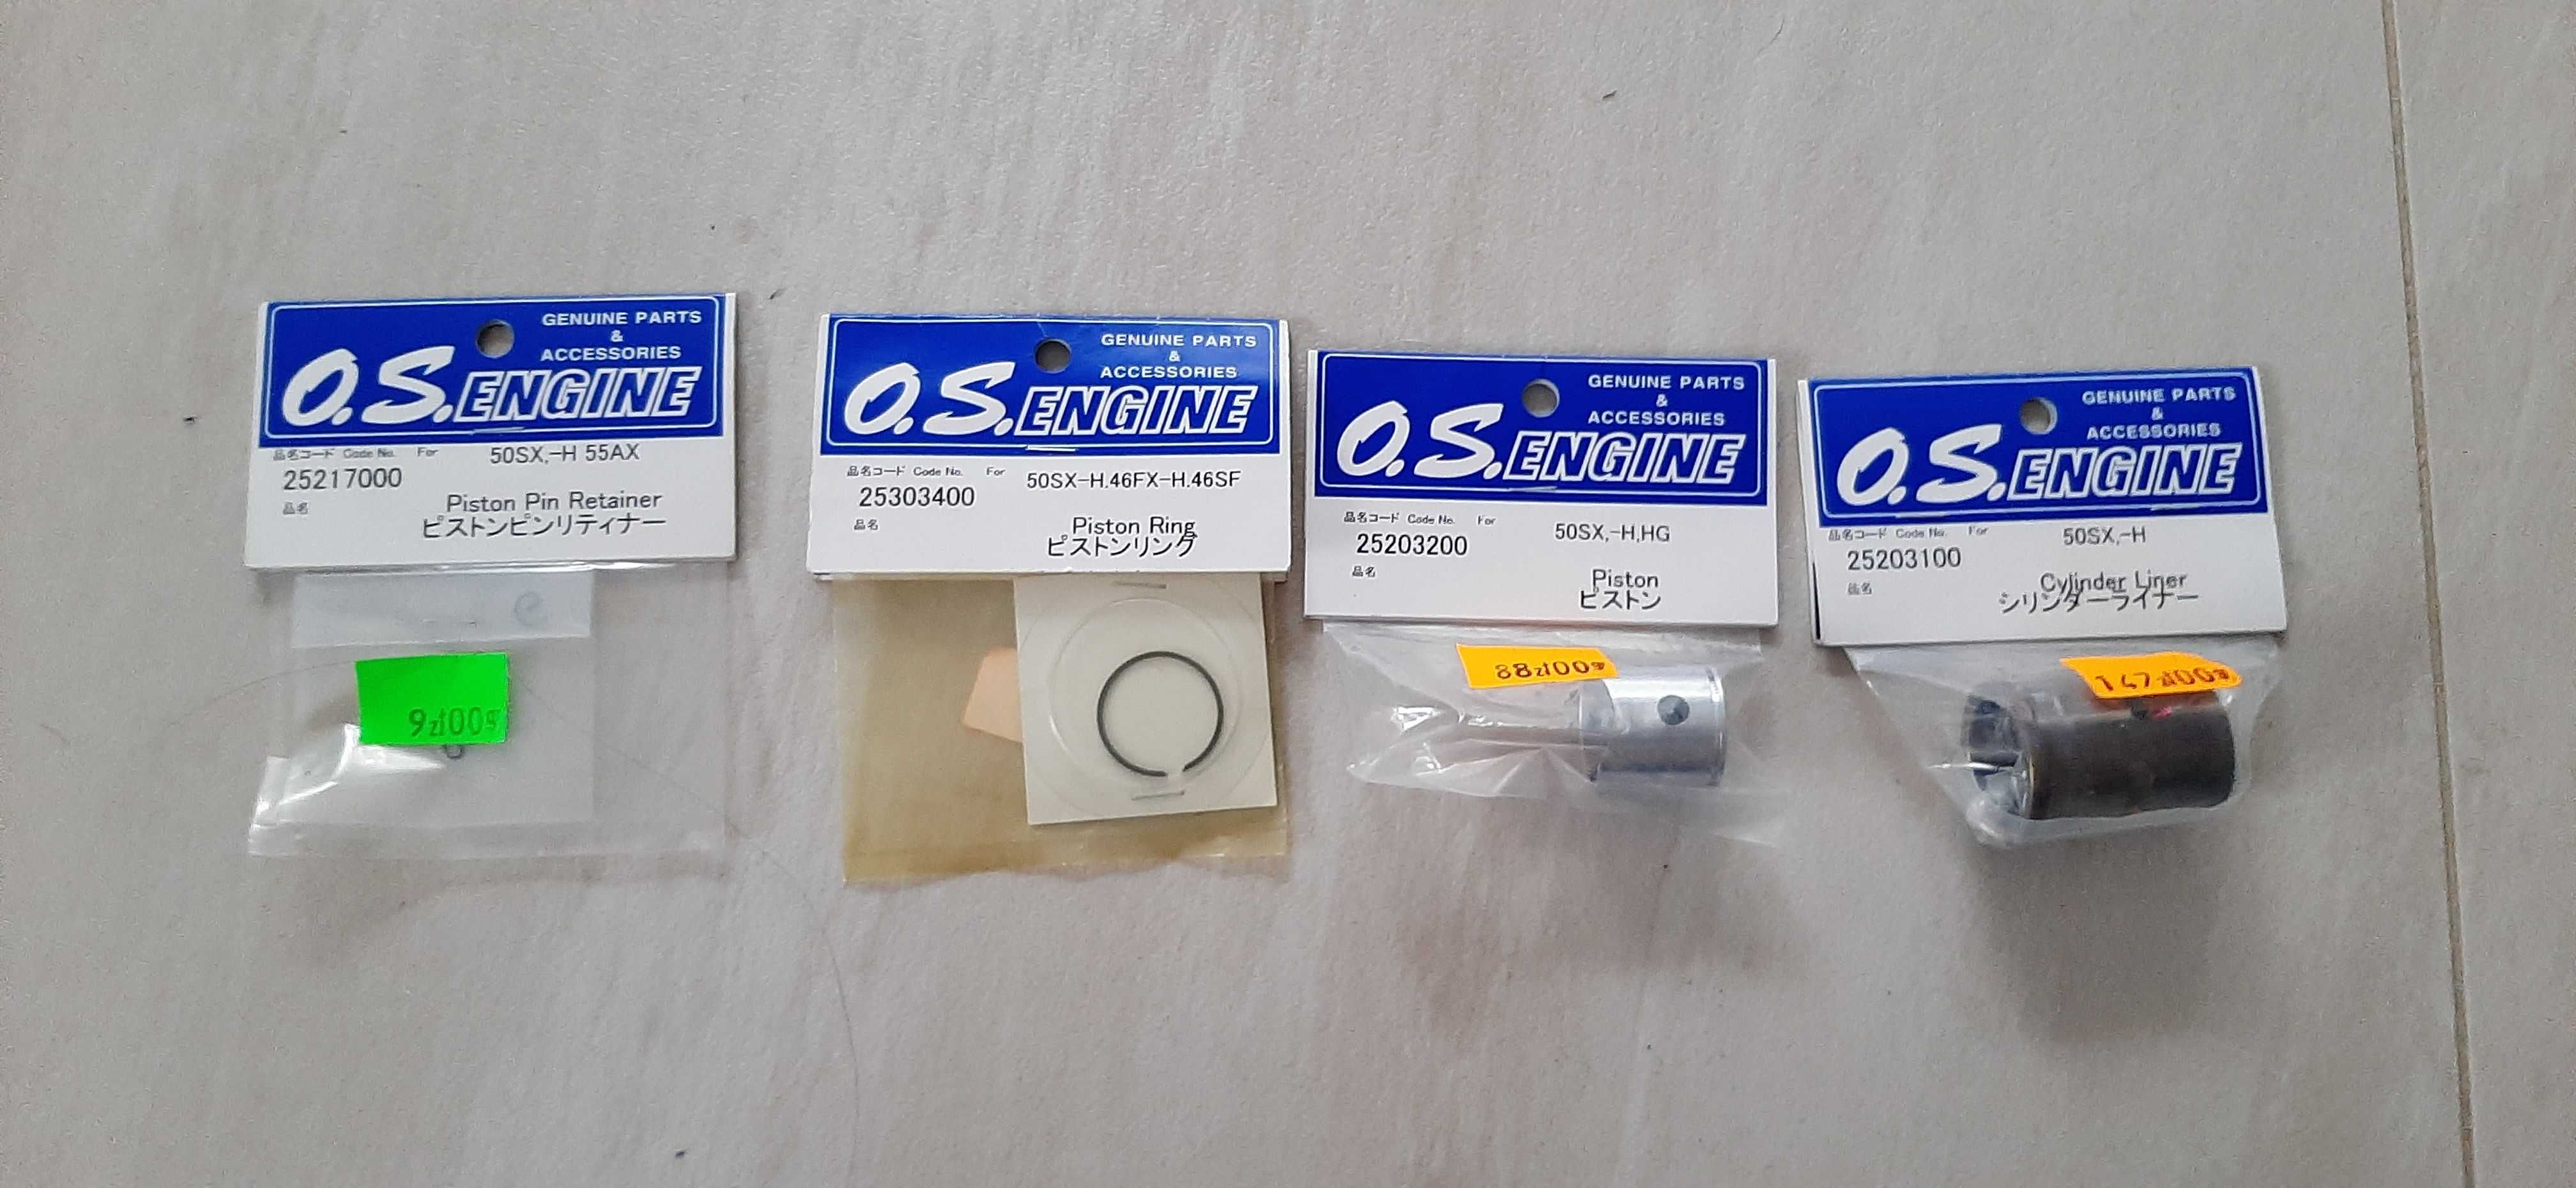 GENUINE PARTS
&
ACCESSORIES
O.S. ENGINE
品名コード Code No. For 50SX,-H 55AX
25217000
品名
Piston Pin Retainer
ピストンピンリティナー
9zł00g
GENUINE PARTS
&
ACCESSORIES
O.S. ENGINE
品名コード Code No. For 50SX-H.46FX-H.46SF
25303400
品名
Piston Ring
ピストンリング
GENUINE PARTS
&
ACCESSORIES
O.S. ENGINE
品名コード Code No. For 50SX,-H,HG
25203200
品名
Piston
ピストン
88zł00g
GENUINE PARTS
&
ACCESSORIES
O.S. ENGINE
品名コード Code No. For 50SX,-H
25203100
品名
Cylinder Liner
シリンダーライナー
147zł00g